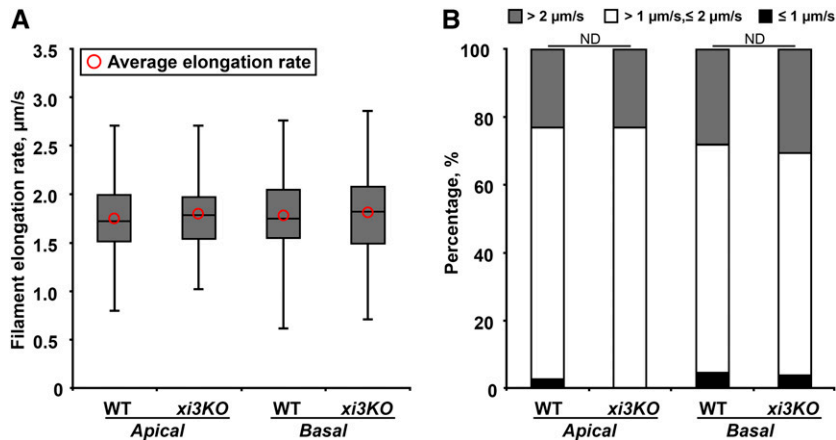 A
Filament elongation rate, µm/s
3.5
3.0
2.5
2.0
1.5
1.0
0.5
0
Average elongation rate
WT xi3KO WT xi3KO
Apical Basal
B
> 2 µm/s > 1 µm/s,≤ 2 µm/s ≤ 1 µm/s
Percentage, %
100
80
60
40
20
0
ND ND
WT xi3KO WT xi3KO
Apical Basal